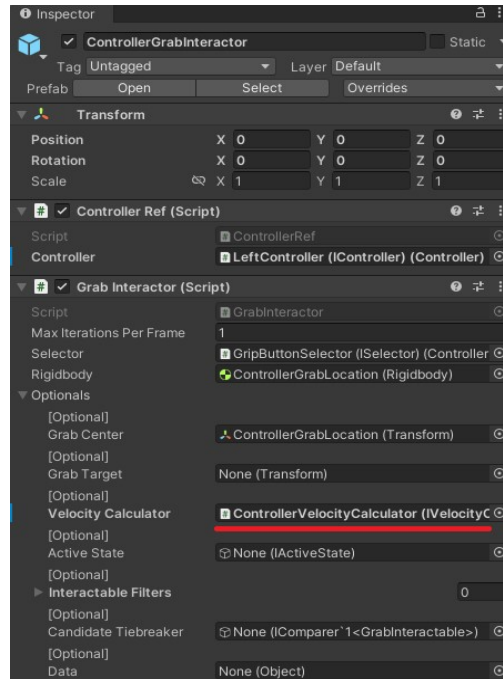 Inspector
ControllerGrabInteractor Static
Tag Untagged Layer Default
Prefab Open Select Overrides
Transform
Position X 0 Y 0 Z 0
Rotation X 0 Y 0 Z 0
Scale X 1 Y 1 Z 1
# Controller Ref (Script)
Script # ControllerRef
Controller # LeftController (IController) (Controller)
# Grab Interactor (Script)
Script # GrabInteractor
Max Iterations Per Frame 1
Selector # GripButtonSelector (ISelector) (Controller
Rigidbody ControllerGrabLocation (Rigidbody)
Optionals
[Optional]
Grab Center ControllerGrabLocation (Transform)
[Optional]
Grab Target None (Transform)
[Optional]
Velocity Calculator # ControllerVelocityCalculator (IVelocityC
[Optional]
Active State None (IActiveState)
[Optional]
Interactable Filters 0
[Optional]
Candidate Tiebreaker None (IComparer`1<GrabInteractable>)
[Optional]
Data None (Object)